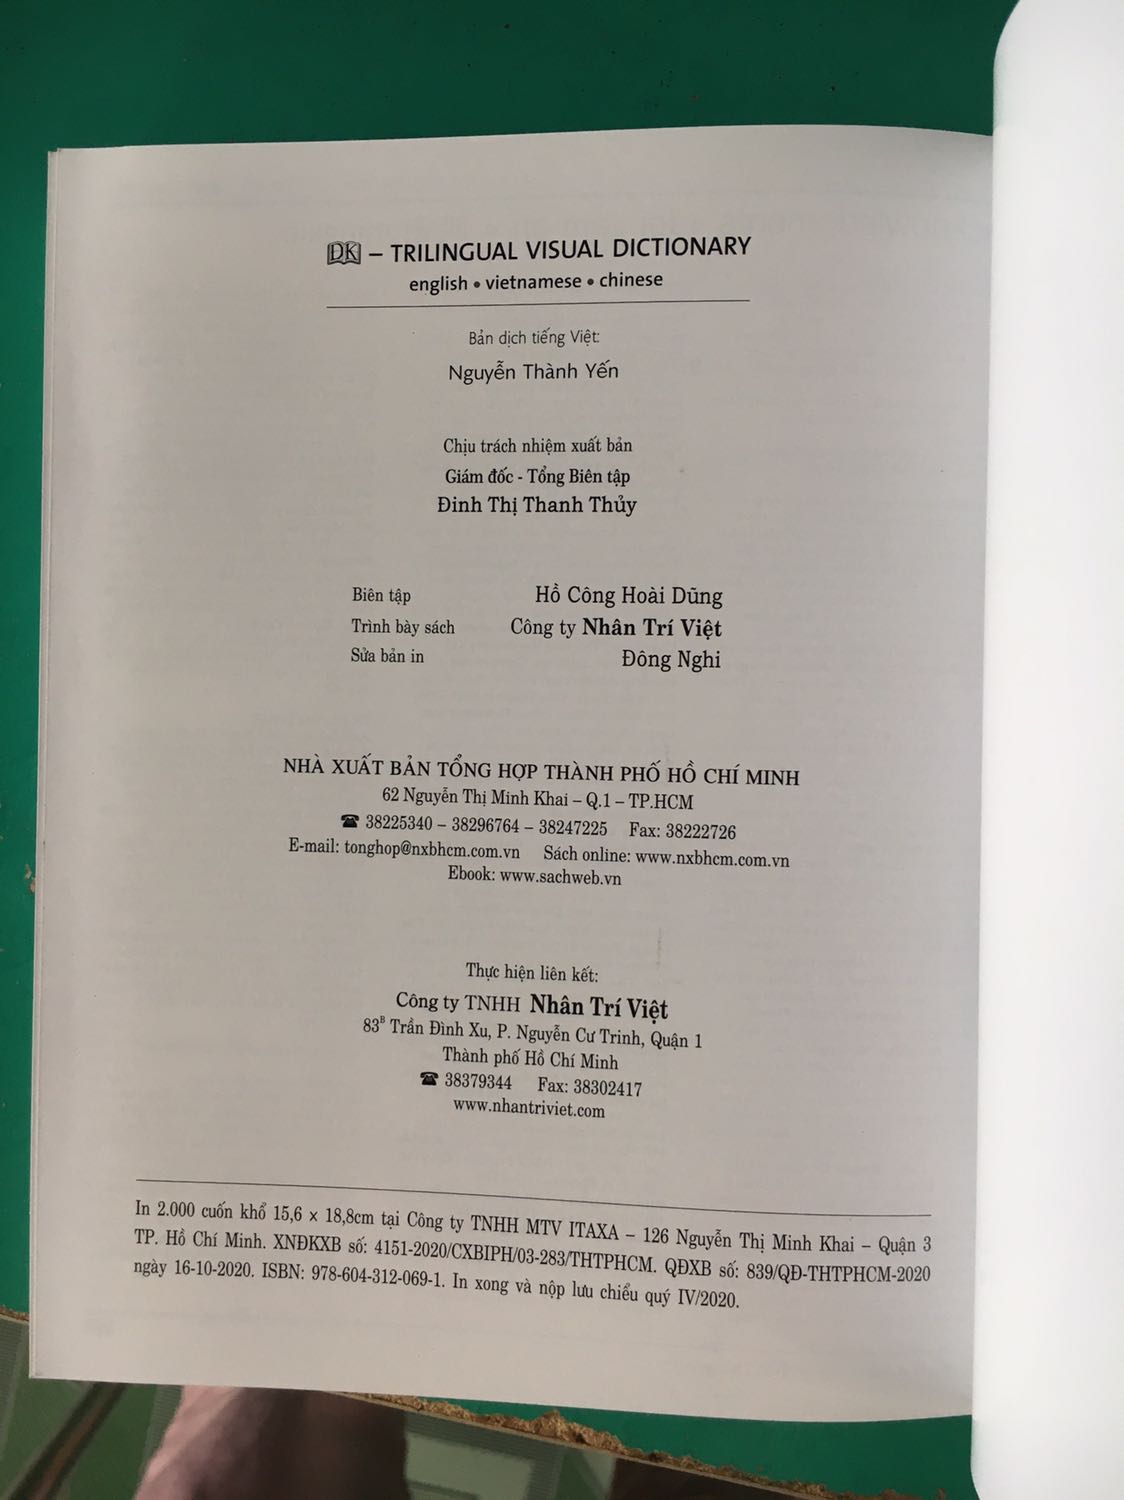 DK – TRILINGUAL VISUAL DICTIONARY
english • vietnamese • chinese
Bản dịch tiếng Việt:
Nguyễn Thành Yến
Chịu trách nhiệm xuất bản
Giám đốc - Tổng Biên tập
Đinh Thị Thanh Thủy
Biên tập Hồ Công Hoài Dũng
Trình bày sách Công ty Nhân Trí Việt
Sửa bản in Đông Nghi
NHÀ XUẤT BẢN TỔNG HỢP THÀNH PHỐ HỒ CHÍ MINH
62 Nguyễn Thị Minh Khai – Q.1 – TP.HCM
☎ 38225340 – 38296764 – 38247225 Fax: 38222726
E-mail: tonghop@nxbhcm.com.vn Sách online: www.nxbhcm.com.vn
Ebook: www.sachweb.vn
Thực hiện liên kết:
Công ty TNHH Nhân Trí Việt
83ᴮ Trần Đình Xu, P. Nguyễn Cư Trinh, Quận 1
Thành phố Hồ Chí Minh
☎ 38379344 Fax: 38302417
www.nhantriviet.com
In 2.000 cuốn khổ 15,6 × 18,8cm tại Công ty TNHH MTV ITAXA – 126 Nguyễn Thị Minh Khai – Quận 3
TP. Hồ Chí Minh. XNĐKXB số: 4151-2020/CXBIPH/03-283/THTPHCM. QĐXB số: 839/QĐ-THTPHCM-2020
ngày 16-10-2020. ISBN: 978-604-312-069-1. In xong và nộp lưu chiểu quý IV/2020.